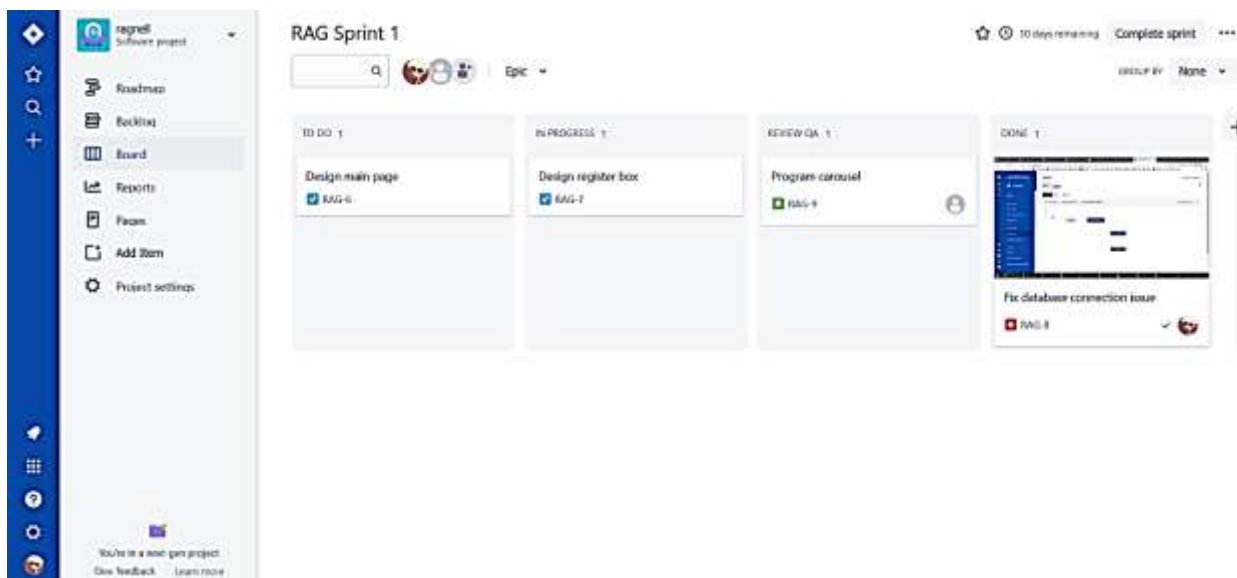 ragnell
Software project
RAG Sprint 1
10 days remaining
Complete sprint
Epic
GROUP BY None
Roadmap
Backlog
Board
Reports
Pages
Add Item
Project settings
TO DO 1
Design main page
RAG-6
IN PROGRESS 1
Design register box
RAG-7
REVIEW QA 1
Program carousel
RAG-9
DONE 1
Fix database connection issue
RAG-8
You're in a next-gen project
Give feedback Learn more